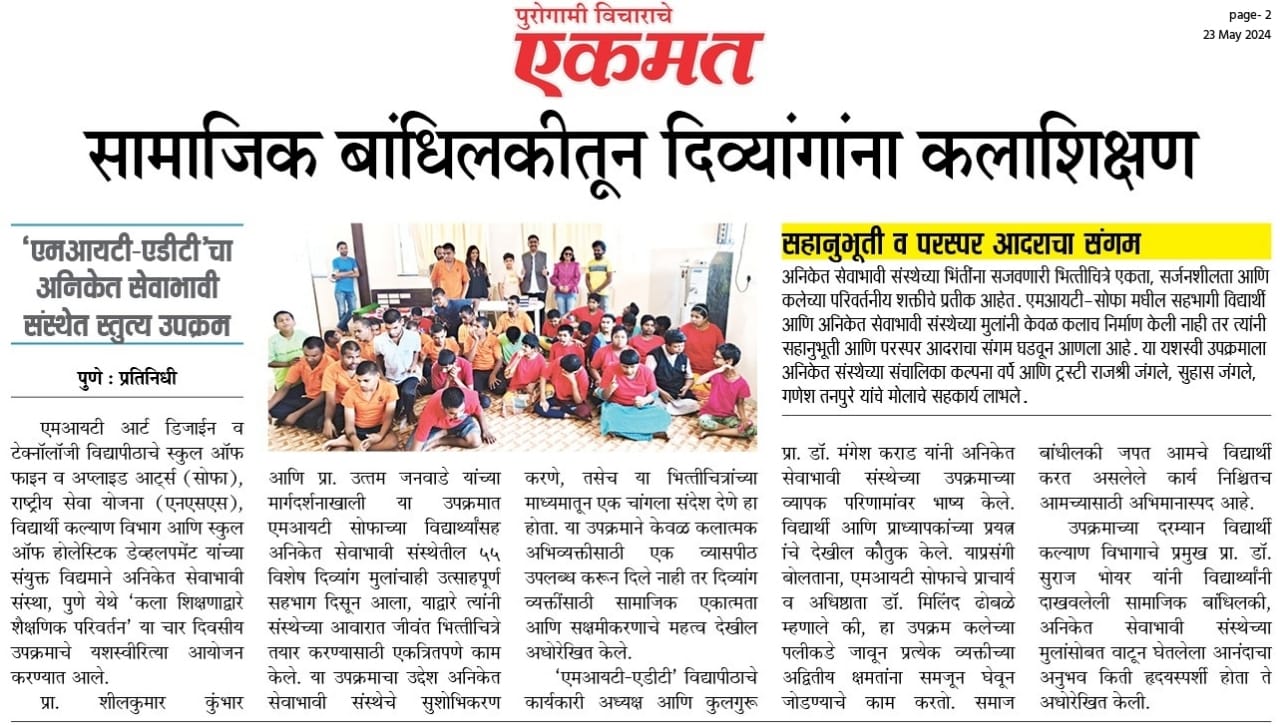 पुरोगामी विचाराचे
एकमत
page- 2
23 May 2024
सामाजिक बांधिलकीतून दिव्यांगांना कलाशिक्षण
‘एमआयटी-एडीटी’चा
अनिकेत सेवाभावी
संस्थेत स्तुत्य उपक्रम
पुणे : प्रतिनिधी
एमआयटी आर्ट डिजाईन व
टेक्नॉलॉजी विद्यापीठाचे स्कुल ऑफ
फाइन व अप्लाइड आर्ट्स (सोफा),
राष्ट्रीय सेवा योजना (एनएसएस),
विद्यार्थी कल्याण विभाग आणि स्कुल
ऑफ होलेस्टिक डेव्हलपमेंट यांच्या
संयुक्त विद्यमाने अनिकेत सेवाभावी
संस्था, पुणे येथे ‘कला शिक्षणाद्वारे
शैक्षणिक परिवर्तन’ या चार दिवसीय
उपक्रमाचे यशस्वीरित्या आयोजन
करण्यात आले.
प्रा. शीलकुमार कुंभार
आणि प्रा. उत्तम जनवाडे यांच्या
मार्गदर्शनाखाली या उपक्रमात
एमआयटी सोफाच्या विद्यार्थ्यांसह
अनिकेत सेवाभावी संस्थेतील ५५
विशेष दिव्यांग मुलांचाही उत्साहपूर्ण
सहभाग दिसून आला, याद्वारे त्यांनी
संस्थेच्या आवारात जीवंत भित्तीचित्रे
तयार करण्यासाठी एकत्रितपणे काम
केले. या उपक्रमाचा उद्देश अनिकेत
सेवाभावी संस्थेचे सुशोभिकरण
करणे, तसेच या भित्तीचित्रांच्या
माध्यमातून एक चांगला संदेश देणे हा
होता. या उपक्रमाने केवळ कलात्मक
अभिव्यक्तीसाठी एक व्यासपीठ
उपलब्ध करून दिले नाही तर दिव्यांग
व्यक्तींसाठी सामाजिक एकात्मता
आणि सक्षमीकरणाचे महत्व देखील
अधोरेखित केले.
‘एमआयटी-एडीटी’ विद्यापीठाचे
कार्यकारी अध्यक्ष आणि कुलगुरू
सहानुभूती व परस्पर आदराचा संगम
अनिकेत सेवाभावी संस्थेच्या भिंतींना सजवणारी भित्तीचित्रे एकता, सर्जनशीलता आणि
कलेच्या परिवर्तनीय शक्तीचे प्रतीक आहेत. एमआयटी-सोफा मधील सहभागी विद्यार्थी
आणि अनिकेत सेवाभावी संस्थेच्या मुलांनी केवळ कलाच निर्माण केली नाही तर त्यांनी
सहानुभूती आणि परस्पर आदराचा संगम घडवून आणला आहे. या यशस्वी उपक्रमाला
अनिकेत संस्थेच्या संचालिका कल्पना वर्पे आणि ट्रस्टी राजश्री जंगले, सुहास जंगले,
गणेश तनपुरे यांचे मोलाचे सहकार्य लाभले.
प्रा. डॉ. मंगेश कराड यांनी अनिकेत
सेवाभावी संस्थेच्या उपक्रमाच्या
व्यापक परिणामांवर भाष्य केले.
विद्यार्थी आणि प्राध्यापकांच्या प्रयत्न
ांचे देखील कौतुक केले. याप्रसंगी
बोलताना, एमआयटी सोफाचे प्राचार्य
व अधिष्ठाता डॉ. मिलिंद ढोबळे
म्हणाले की, हा उपक्रम कलेच्या
पलीकडे जावून प्रत्येक व्यक्तीच्या
अद्वितीय क्षमतांना समजून घेवून
जोडण्याचे काम करतो. समाज
बांधीलकी जपत आमचे विद्यार्थी
करत असलेले कार्य निश्चितच
आमच्यासाठी अभिमानास्पद आहे.
उपक्रमाच्या दरम्यान विद्यार्थी
कल्याण विभागाचे प्रमुख प्रा. डॉ.
सुराज भोयर यांनी विद्यार्थ्यांनी
दाखवलेली सामाजिक बांधिलकी,
अनिकेत सेवाभावी संस्थेच्या
मुलांसोबत वाटून घेतलेला आनंदाचा
अनुभव किती हृदयस्पर्शी होता ते
अधोरेखित केली.